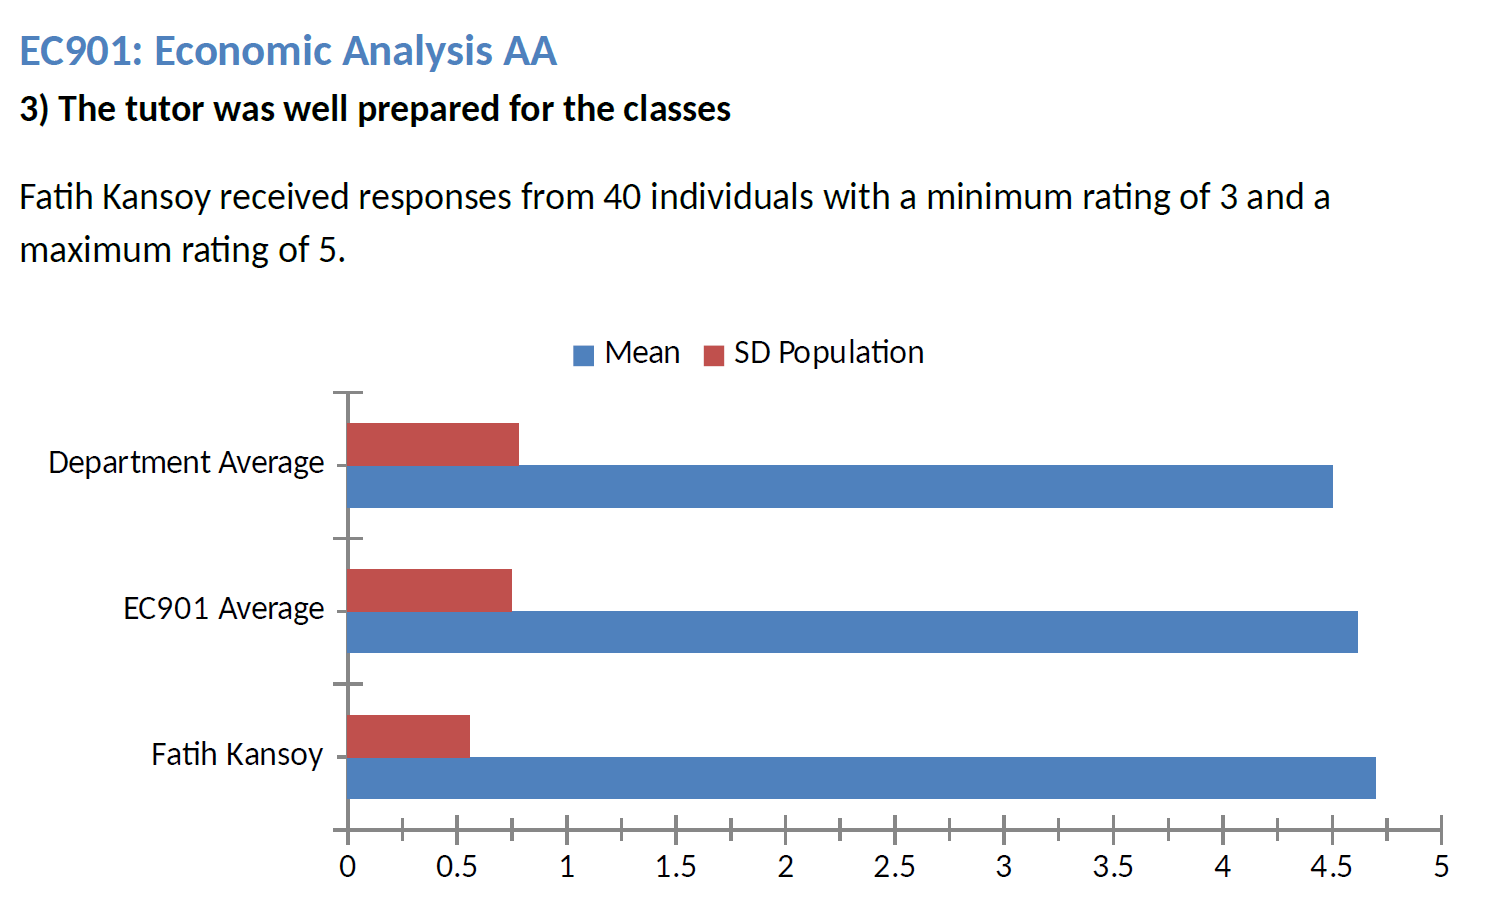 EC901: Economic Analysis AA
3) The tutor was well prepared for the classes
Fatih Kansoy received responses from 40 individuals with a minimum rating of 3 and a
maximum rating of 5.
Mean SD Population
Department Average
EC901 Average
Fatih Kansoy
0 0.5 1 1.5 2 2.5 3 3.5 4 4.5 5